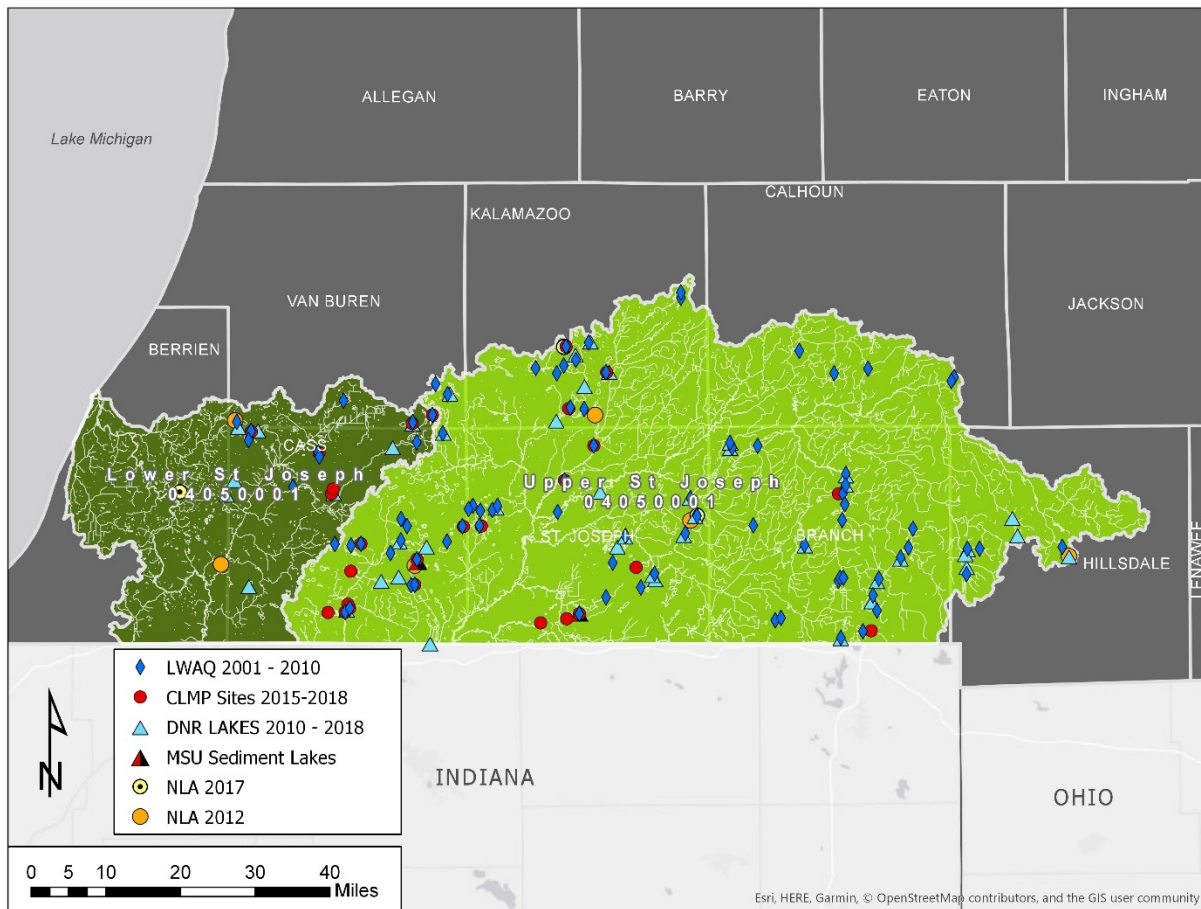 ALLEGAN
BARRY
EATON
INGHAM
Lake Michigan
CALHOUN
KALAMAZOO
VAN BUREN
JACKSON
BERRIEN
CASS
Lower St Joseph
04050001
Upper St Joseph
04050001
ST. JOSEPH
BRANCH
HILLSDALE
LENAWEE
LWAQ 2001 - 2010
CLMP Sites 2015-2018
DNR LAKES 2010 - 2018
MSU Sediment Lakes
NLA 2017
NLA 2012
N
INDIANA
OHIO
0 5 10 20 30 40
Miles
Esri, HERE, Garmin, © OpenStreetMap contributors, and the GIS user community